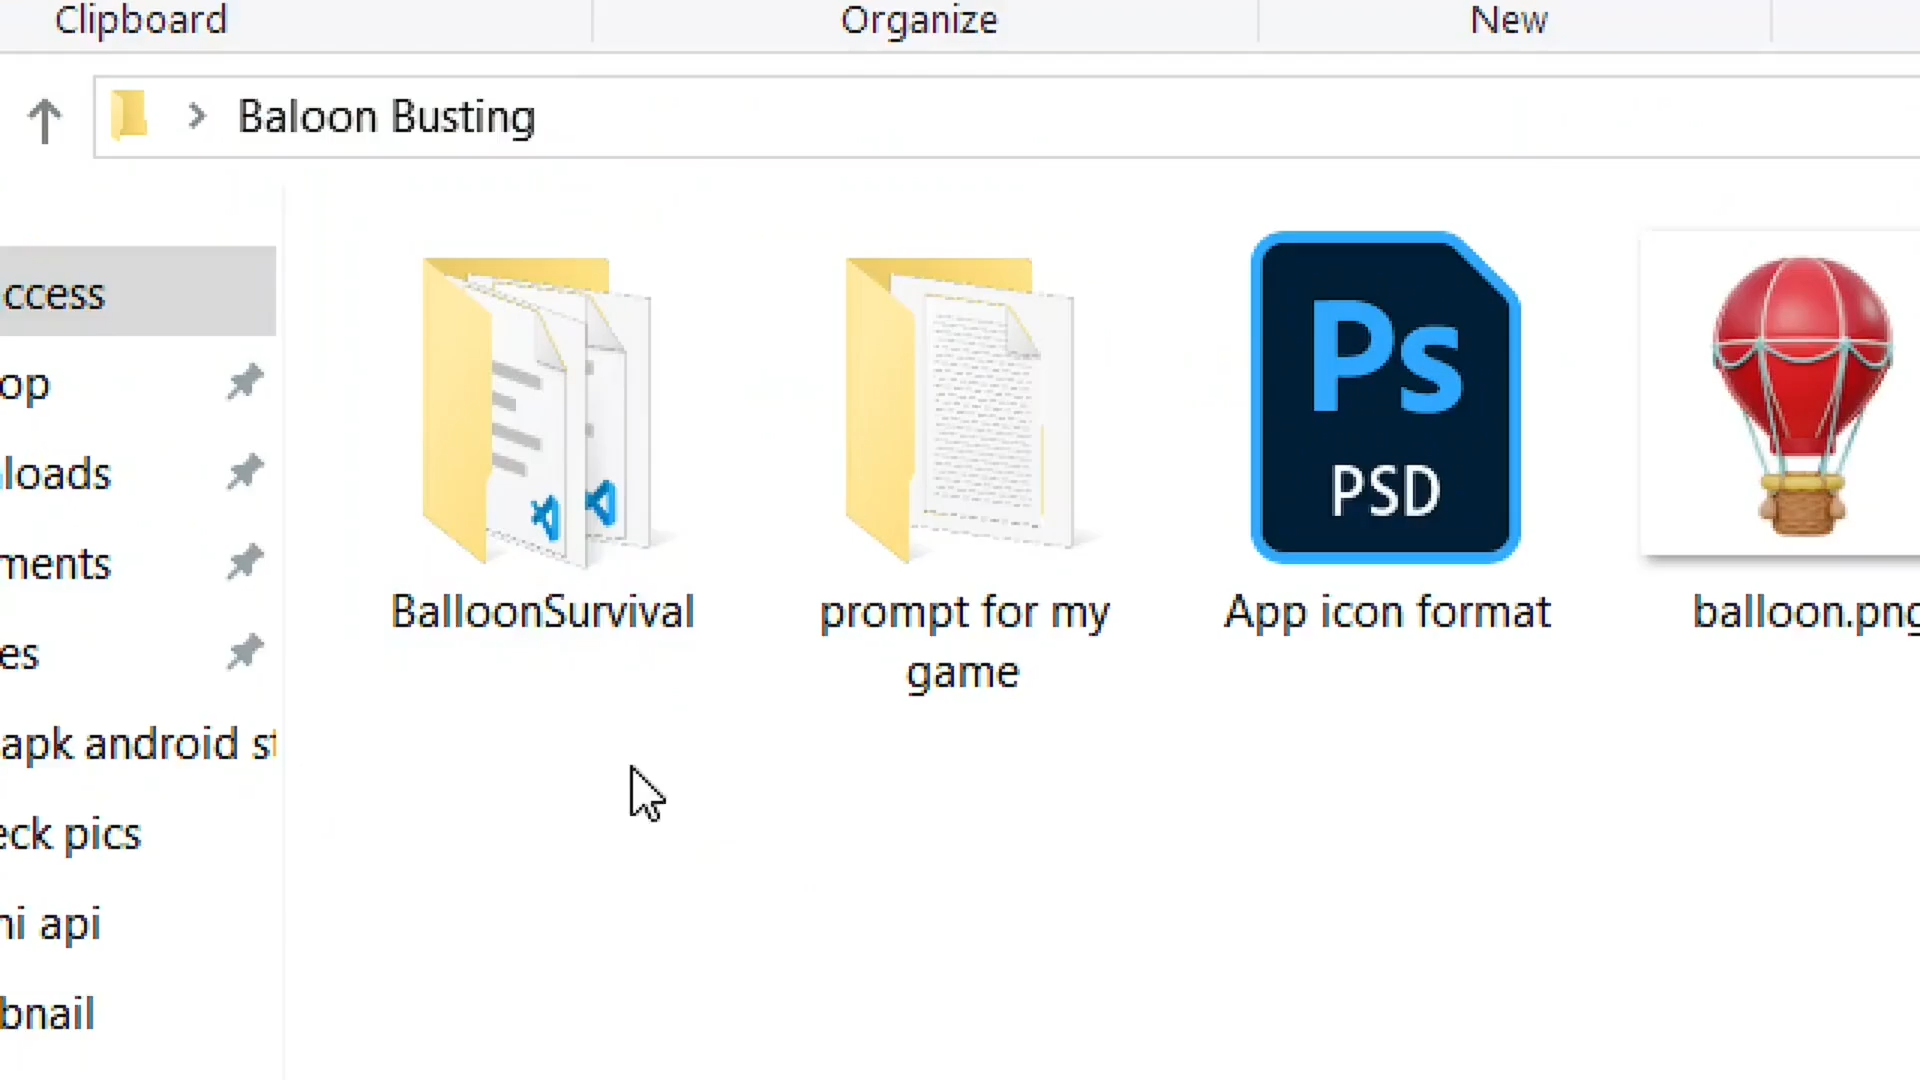 Clipboard
Organize
New
Baloon Busting
ccess
op
loads
ments
es
apk android st
eck pics
ni api
bnail
Ps
PSD
BalloonSurvival
prompt for my
game
App icon format
balloon.png